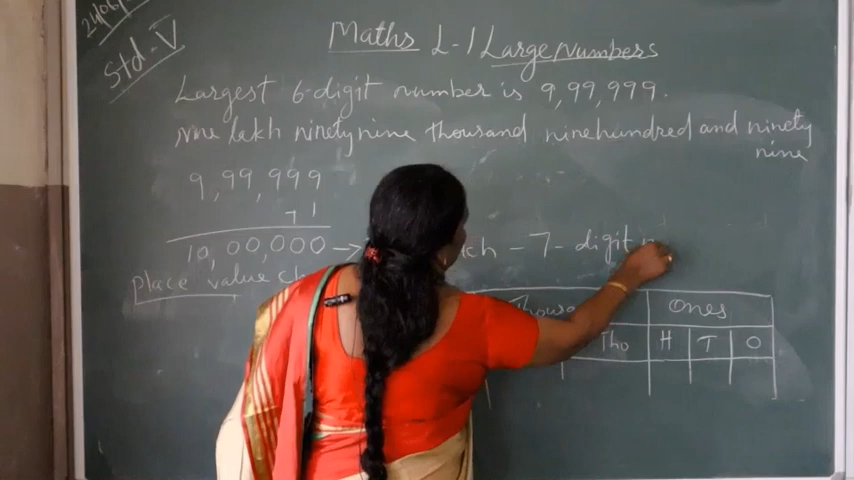 24/06
Std-V
Maths L-1 Large Numbers
Largest 6-digit number is 9,99,999.
Nine lakh ninety nine thousand nine hundred and ninety
nine
9,99,999
1
10,00,000 → - 7 - digit
Place value
Ones
Tho H T O